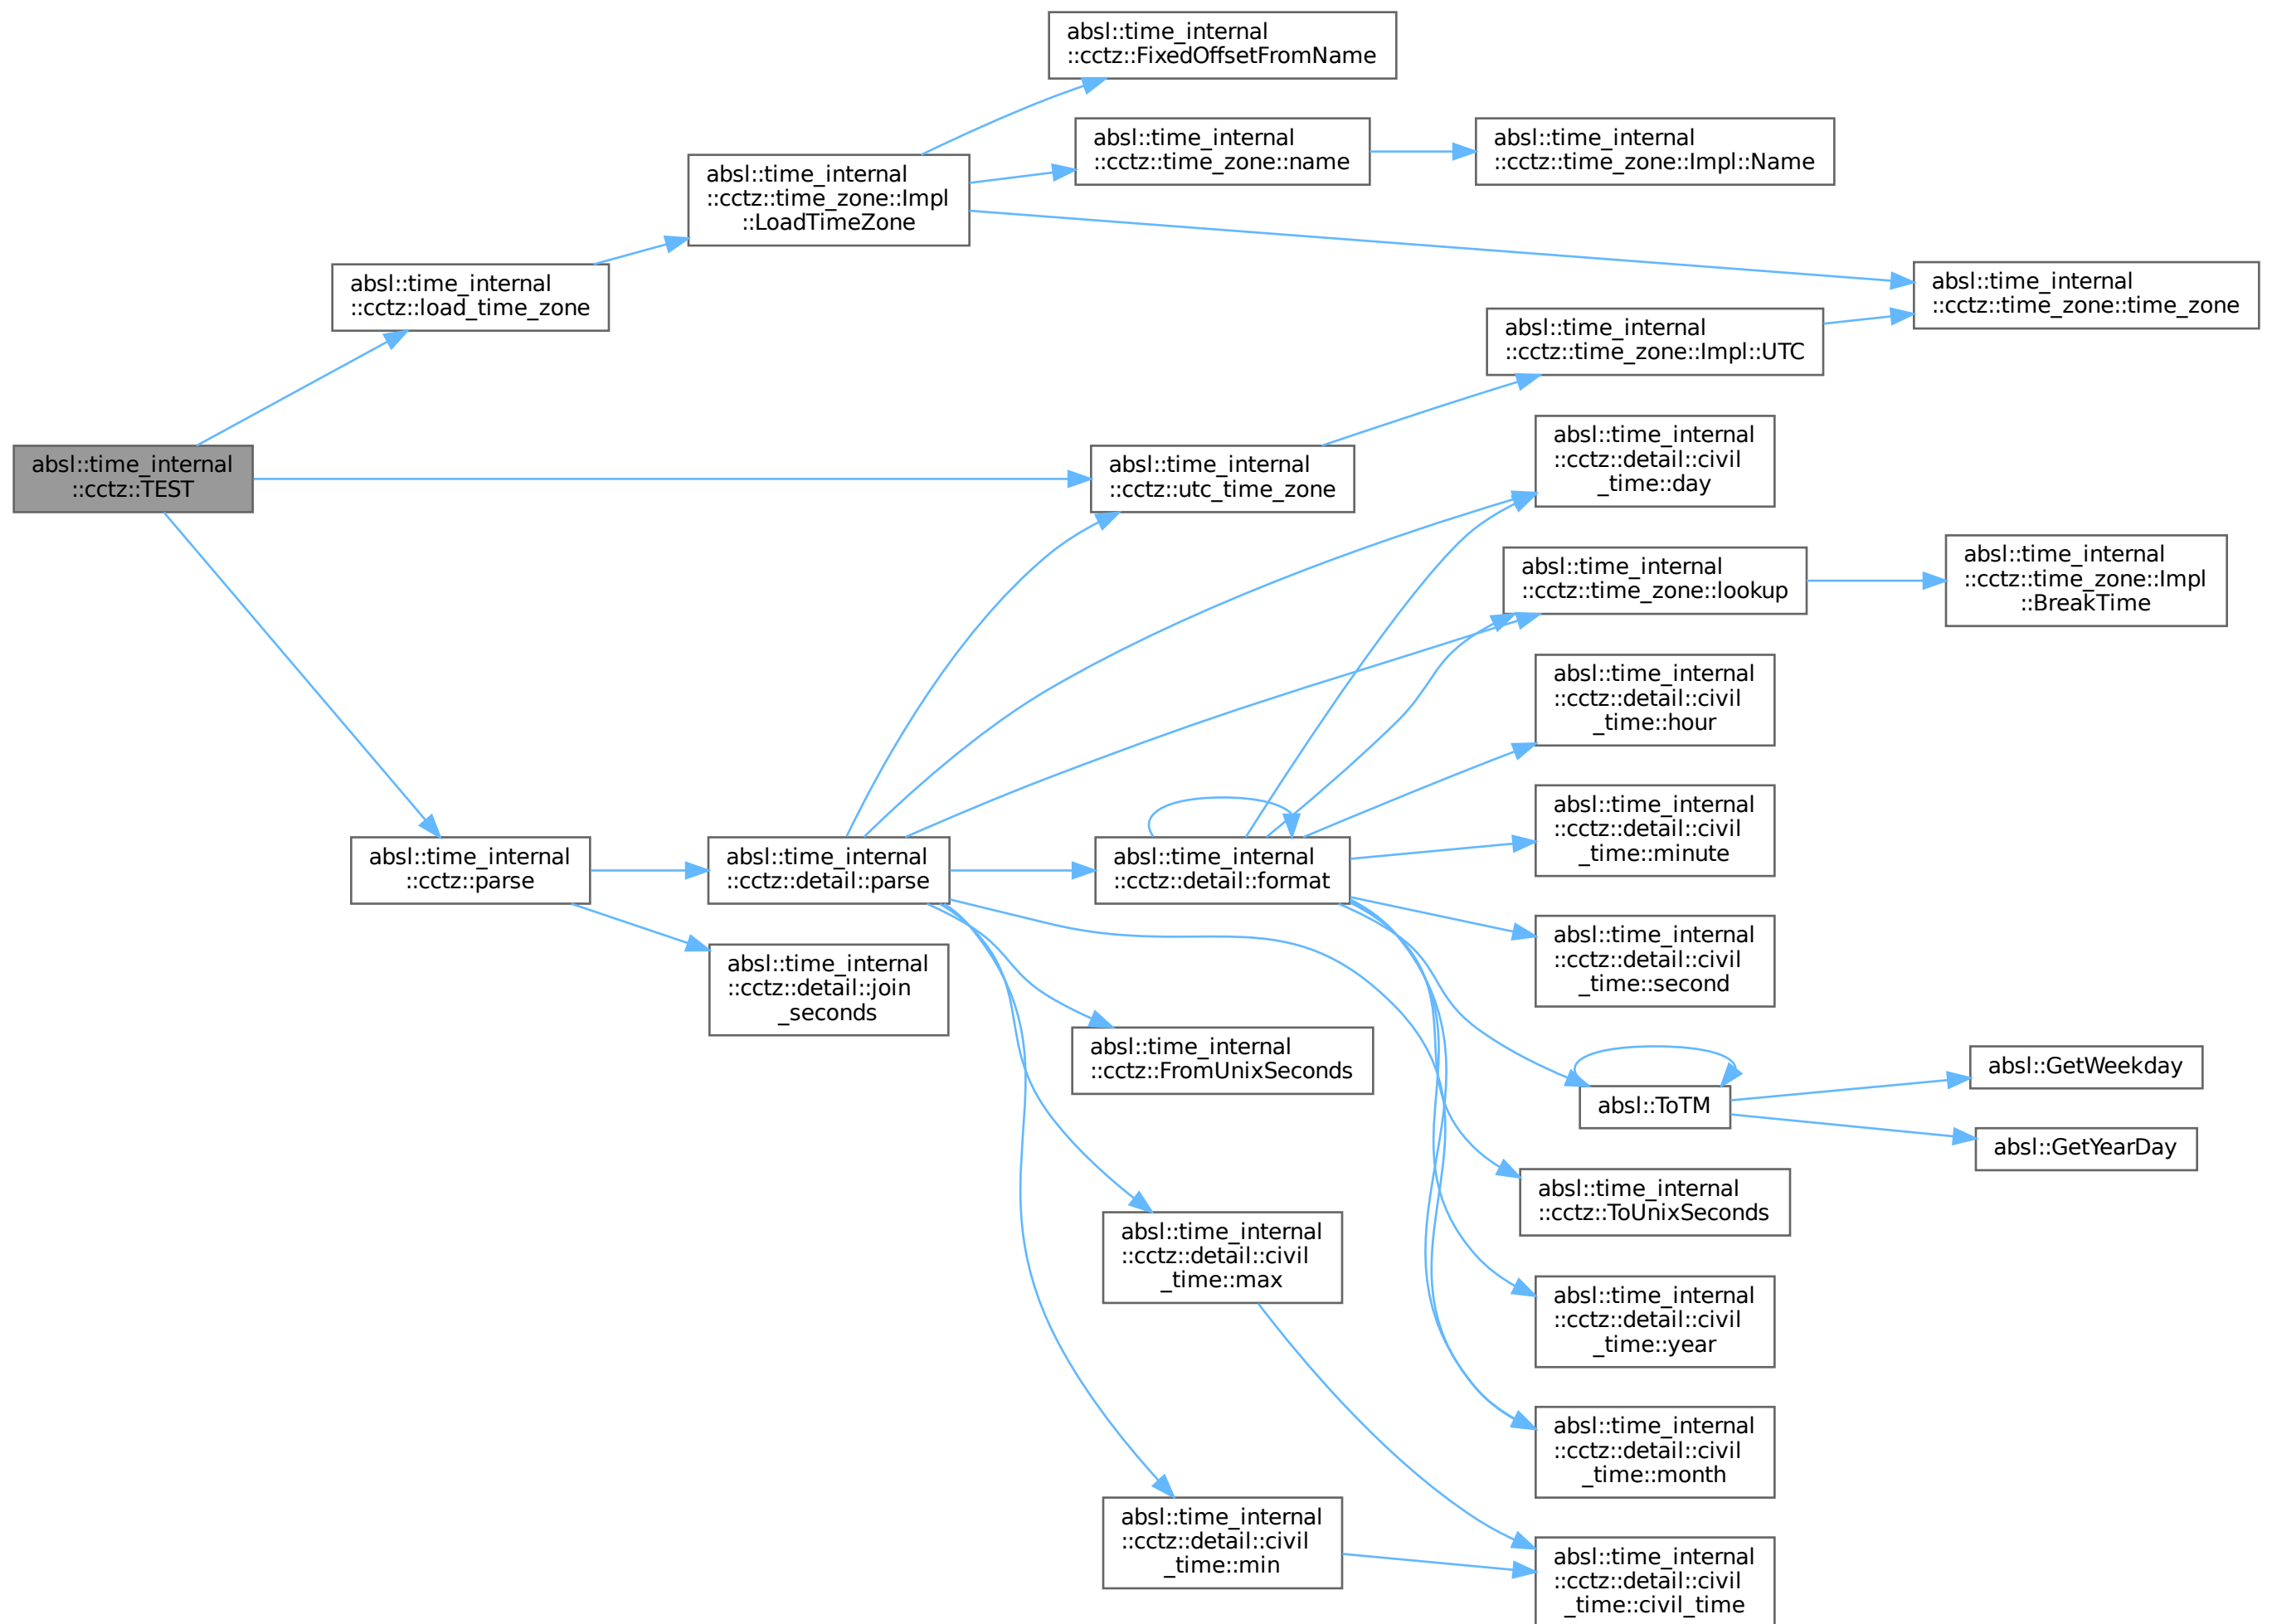 absl::time_internal
::cctz::FixedOffsetFromName
absl::time_internal
::cctz::time_zone::name
absl::time_internal
::cctz::time_zone::Impl::Name
absl::time_internal
::cctz::time_zone::Impl
::LoadTimeZone
absl::time_internal
::cctz::load_time_zone
absl::time_internal
::cctz::time_zone::time_zone
absl::time_internal
::cctz::time_zone::Impl::UTC
absl::time_internal
::cctz::detail::civil
_time::day
absl::time_internal
::cctz::TEST
absl::time_internal
::cctz::utc_time_zone
absl::time_internal
::cctz::time_zone::lookup
absl::time_internal
::cctz::time_zone::Impl
::BreakTime
absl::time_internal
::cctz::detail::civil
_time::hour
absl::time_internal
::cctz::detail::civil
_time::minute
absl::time_internal
::cctz::parse
absl::time_internal
::cctz::detail::parse
absl::time_internal
::cctz::detail::format
absl::time_internal
::cctz::detail::civil
_time::second
absl::time_internal
::cctz::detail::join
_seconds
absl::time_internal
::cctz::FromUnixSeconds
absl::GetWeekday
absl::ToTM
absl::GetYearDay
absl::time_internal
::cctz::ToUnixSeconds
absl::time_internal
::cctz::detail::civil
_time::max
absl::time_internal
::cctz::detail::civil
_time::year
absl::time_internal
::cctz::detail::civil
_time::month
absl::time_internal
::cctz::detail::civil
_time::min
absl::time_internal
::cctz::detail::civil
_time::civil_time